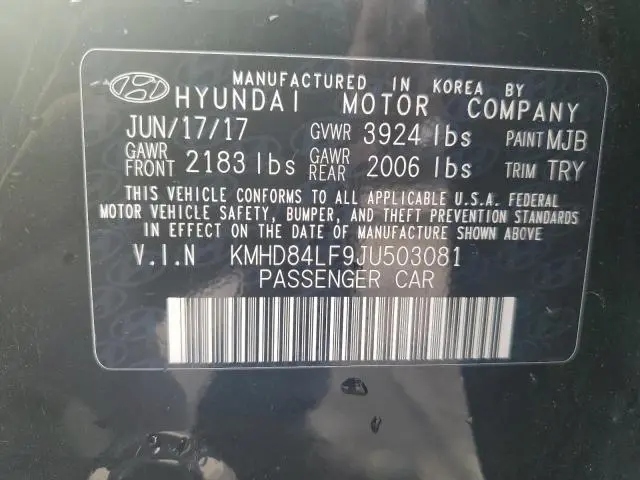 MANUFACTURED IN KOREA BY
HYUNDAI MOTOR COMPANY
JUN/17/17 GVWR 3924 lbs PAINT MJB
GAWR FRONT 2183 lbs GAWR REAR 2006 lbs TRIM TRY
THIS VEHICLE CONFORMS TO ALL APPLICABLE U.S.A. FEDERAL
MOTOR VEHICLE SAFETY, BUMPER, AND THEFT PREVENTION STANDARDS
IN EFFECT ON THE DATE OF MANUFACTURE SHOWN ABOVE
V.I.N KMHD84LF9JU503081
PASSENGER CAR